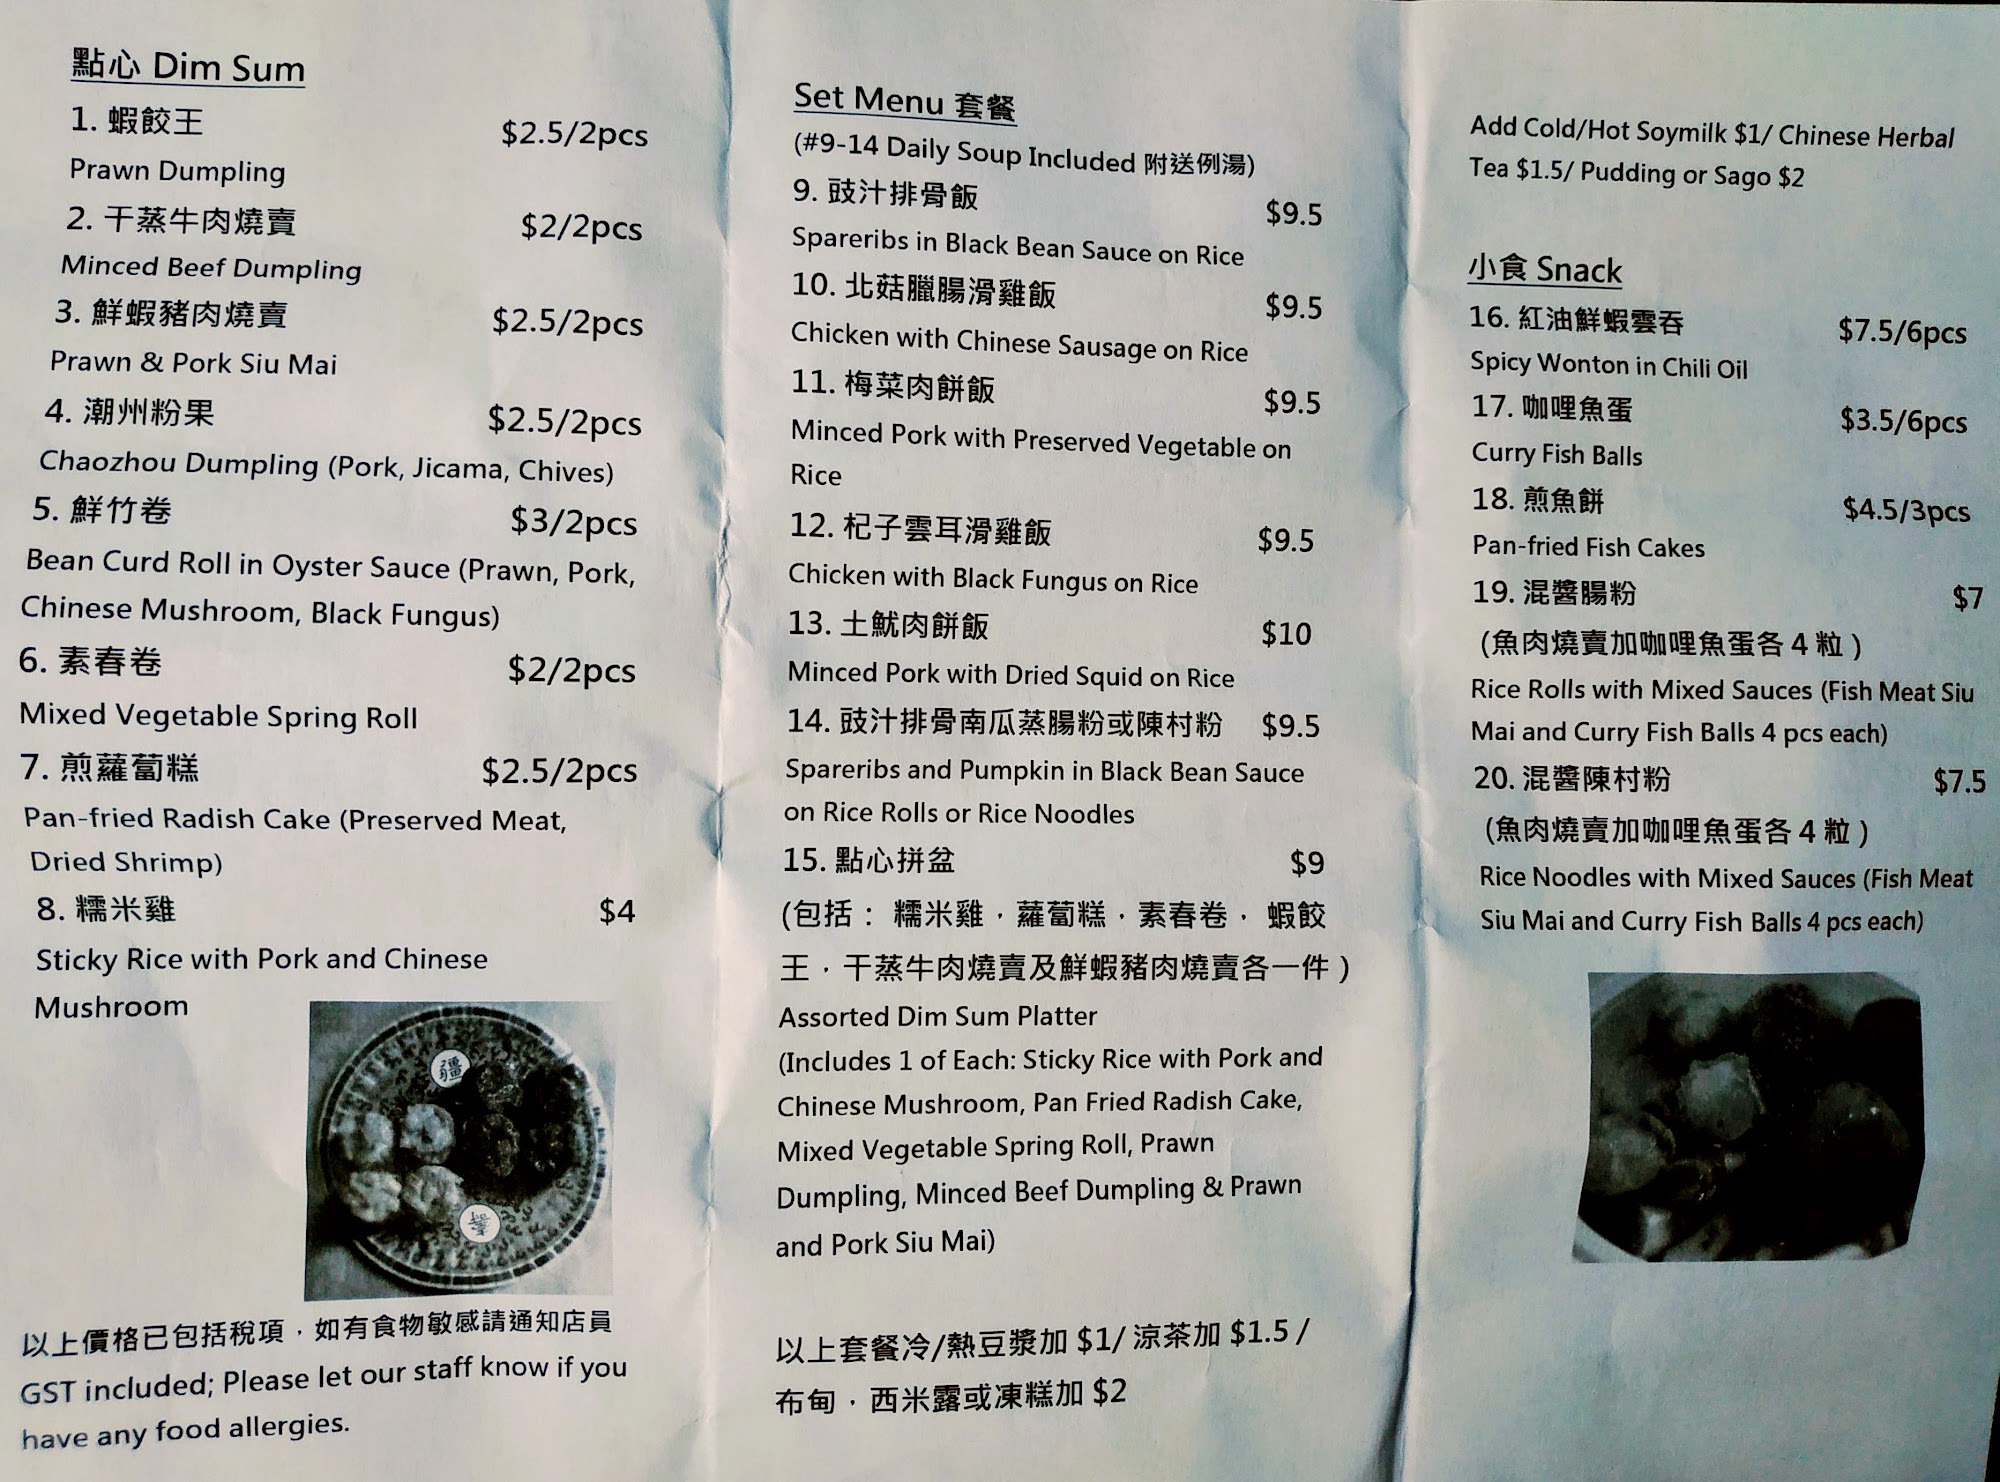 點心 Dim Sum
1. 蝦餃王 $2.5/2pcs
Prawn Dumpling
2. 干蒸牛肉燒賣 $2/2pcs
Minced Beef Dumpling
3. 鮮蝦豬肉燒賣 $2.5/2pcs
Prawn & Pork Siu Mai
4. 潮州粉果 $2.5/2pcs
Chaozhou Dumpling (Pork, Jicama, Chives)
5. 鮮竹卷 $3/2pcs
Bean Curd Roll in Oyster Sauce (Prawn, Pork,
Chinese Mushroom, Black Fungus)
6. 素春卷 $2/2pcs
Mixed Vegetable Spring Roll
7. 煎蘿蔔糕 $2.5/2pcs
Pan-fried Radish Cake (Preserved Meat,
Dried Shrimp)
8. 糯米雞 $4
Sticky Rice with Pork and Chinese
Mushroom
疆
壽
以上價格已包括稅項，如有食物敏感請通知店員
GST included; Please let our staff know if you
have any food allergies.
Set Menu 套餐
(#9-14 Daily Soup Included 附送例湯)
9. 豉汁排骨飯 $9.5
Spareribs in Black Bean Sauce on Rice
10. 北菇臘腸滑雞飯 $9.5
Chicken with Chinese Sausage on Rice
11. 梅菜肉餅飯 $9.5
Minced Pork with Preserved Vegetable on
Rice
12. 杞子雲耳滑雞飯 $9.5
Chicken with Black Fungus on Rice
13. 土魷肉餅飯 $10
Minced Pork with Dried Squid on Rice
14. 豉汁排骨南瓜蒸腸粉或陳村粉 $9.5
Spareribs and Pumpkin in Black Bean Sauce
on Rice Rolls or Rice Noodles
15. 點心拼盆 $9
(包括： 糯米雞，蘿蔔糕，素春卷， 蝦餃
王，干蒸牛肉燒賣及鮮蝦豬肉燒賣各一件)
Assorted Dim Sum Platter
(Includes 1 of Each: Sticky Rice with Pork and
Chinese Mushroom, Pan Fried Radish Cake,
Mixed Vegetable Spring Roll, Prawn
Dumpling, Minced Beef Dumpling & Prawn
and Pork Siu Mai)
以上套餐冷/熱豆漿加 $1/ 涼茶加 $1.5 /
布甸，西米露或凍糕加 $2
Add Cold/Hot Soymilk $1/ Chinese Herbal
Tea $1.5/ Pudding or Sago $2
小食 Snack
16. 紅油鮮蝦雲吞 $7.5/6pcs
Spicy Wonton in Chili Oil
17. 咖哩魚蛋 $3.5/6pcs
Curry Fish Balls
18. 煎魚餅 $4.5/3pcs
Pan-fried Fish Cakes
19. 混醬腸粉 $7
(魚肉燒賣加咖哩魚蛋各 4 粒)
Rice Rolls with Mixed Sauces (Fish Meat Siu
Mai and Curry Fish Balls 4 pcs each)
20. 混醬陳村粉 $7.5
(魚肉燒賣加咖哩魚蛋各 4 粒)
Rice Noodles with Mixed Sauces (Fish Meat
Siu Mai and Curry Fish Balls 4 pcs each)